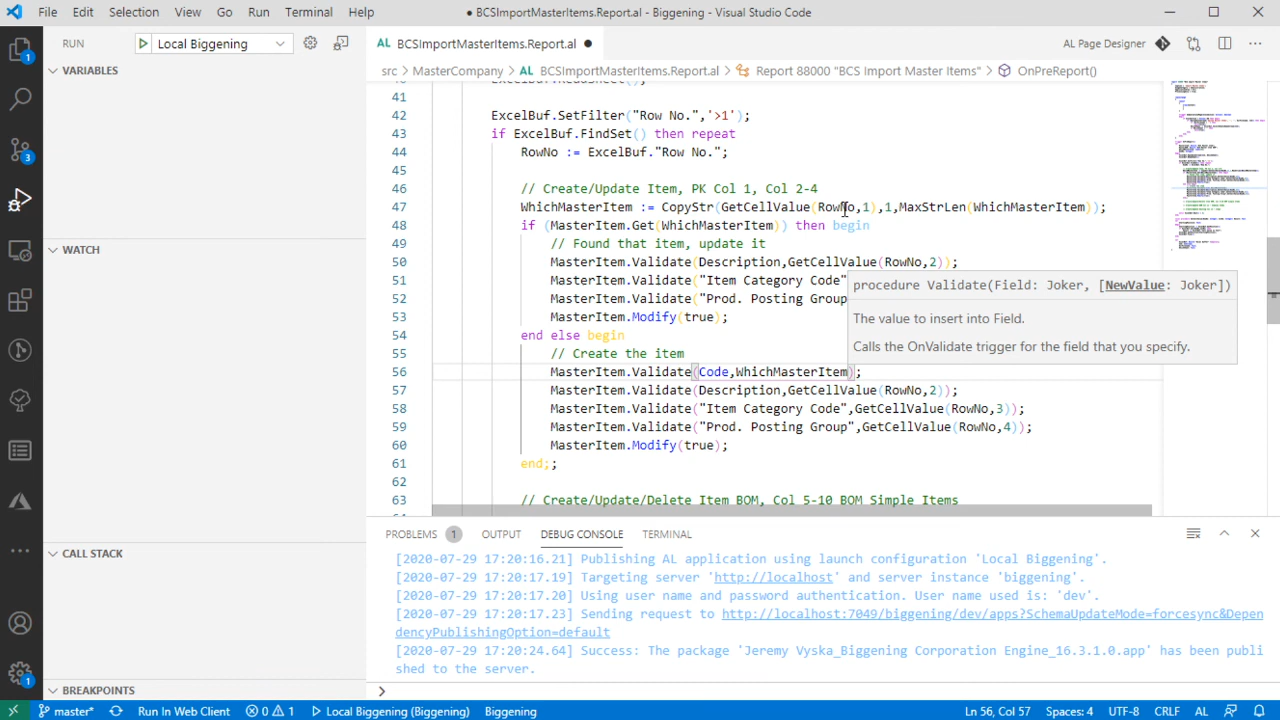 File Edit Selection View Go Run Terminal Help
BCSImportMasterItems.Report.al - Biggening - Visual Studio Code
RUN Local Biggening
VARIABLES
WATCH
CALL STACK
BREAKPOINTS
AL BCSImportMasterItems.Report.al
AL Page Designer
src > MasterCompany > AL BCSImportMasterItems.Report.al > Report 88000 "BCS Import Master Items" > OnPreReport()
41
42 ExcelBuf.SetFilter("Row No.",'>1');
43 if ExcelBuf.FindSet() then repeat
44 RowNo := ExcelBuf."Row No.";
45
46 // Create/Update Item, PK Col 1, Col 2-4
47 WhichMasterItem := CopyStr(GetCellValue(RowNo,1),1,MaxStrLen(WhichMasterItem));
48 if (MasterItem.Get(WhichMasterItem)) then begin
49 // Found that item, update it
50 MasterItem.Validate(Description,GetCellValue(RowNo,2));
51 MasterItem.Validate("Item Category Code"
52 MasterItem.Validate("Prod. Posting Group"
53 MasterItem.Modify(true);
54 end else begin
55 // Create the item
56 MasterItem.Validate(Code,WhichMasterItem);
57 MasterItem.Validate(Description,GetCellValue(RowNo,2));
58 MasterItem.Validate("Item Category Code",GetCellValue(RowNo,3));
59 MasterItem.Validate("Prod. Posting Group",GetCellValue(RowNo,4));
60 MasterItem.Modify(true);
61 end;;
62
63 // Create/Update/Delete Item BOM, Col 5-10 BOM Simple Items
procedure Validate(Field: Joker, [NewValue: Joker])
The value to insert into Field.
Calls the OnValidate trigger for the field that you specify.
PROBLEMS 1 OUTPUT DEBUG CONSOLE TERMINAL
[2020-07-29 17:20:16.21] Publishing AL application using launch configuration 'Local Biggening'.
[2020-07-29 17:20:17.19] Targeting server 'http://localhost' and server instance 'biggening'.
[2020-07-29 17:20:17.20] Using user name and password authentication. User name used is: 'dev'.
[2020-07-29 17:20:17.23] Sending request to http://localhost:7049/biggening/dev/apps?SchemaUpdateMode=forcesync&Depen
dencyPublishingOption=default
[2020-07-29 17:20:24.64] Success: The package 'Jeremy Vyska_Biggening Corporation Engine_16.3.1.0.app' has been publi
shed to the server.
1
3
1
master* Run In Web Client 0 1 Local Biggening (Biggening) Biggening Ln 56, Col 57 Spaces: 4 UTF-8 CRLF AL